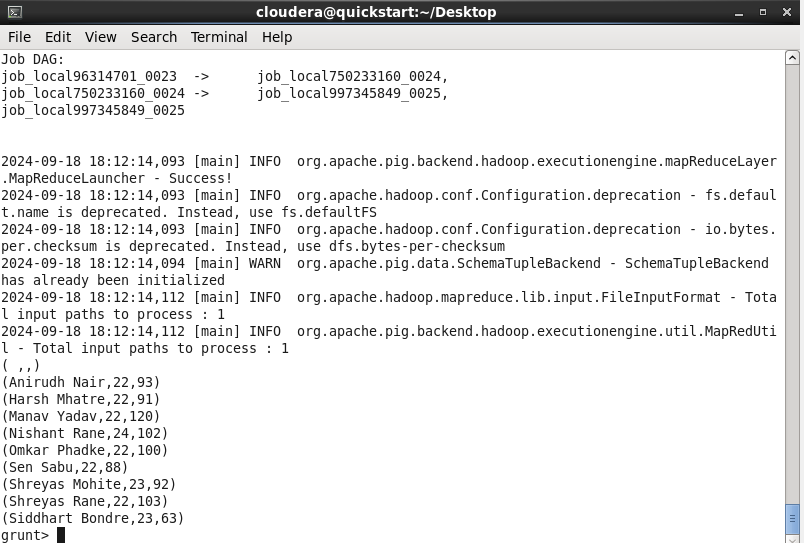 cloudera@quickstart:~/Desktop
File Edit View Search Terminal Help
Job DAG:
job_local96314701_0023  ->      job_local750233160_0024,
job_local750233160_0024 ->      job_local997345849_0025,
job_local997345849_0025
2024-09-18 18:12:14,093 [main] INFO  org.apache.pig.backend.hadoop.executionengine.mapReduceLayer
.MapReduceLauncher - Success!
2024-09-18 18:12:14,093 [main] INFO  org.apache.hadoop.conf.Configuration.deprecation - fs.defaul
t.name is deprecated. Instead, use fs.defaultFS
2024-09-18 18:12:14,093 [main] INFO  org.apache.hadoop.conf.Configuration.deprecation - io.bytes.
per.checksum is deprecated. Instead, use dfs.bytes-per-checksum
2024-09-18 18:12:14,094 [main] WARN  org.apache.pig.data.SchemaTupleBackend - SchemaTupleBackend
has already been initialized
2024-09-18 18:12:14,112 [main] INFO  org.apache.hadoop.mapreduce.lib.input.FileInputFormat - Tota
l input paths to process : 1
2024-09-18 18:12:14,112 [main] INFO  org.apache.pig.backend.hadoop.executionengine.util.MapRedUti
l - Total input paths to process : 1
( ,,)
(Anirudh Nair,22,93)
(Harsh Mhatre,22,91)
(Manav Yadav,22,120)
(Nishant Rane,24,102)
(Omkar Phadke,22,100)
(Sen Sabu,22,88)
(Shreyas Mohite,23,92)
(Shreyas Rane,22,103)
(Siddhart Bondre,23,63)
grunt>